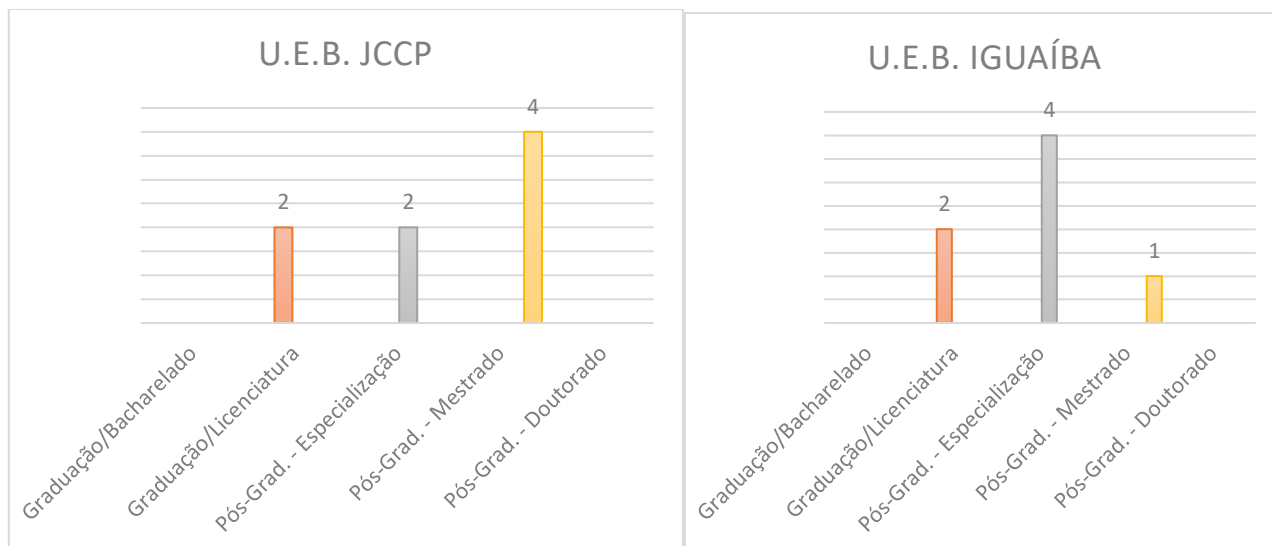 U.E.B. JCCP
4
2
2
Graduação/Bacharelado
Graduação/Licenciatura
Pós-Grad. - Especialização
Pós-Grad. - Mestrado
Pós-Grad. - Doutorado
U.E.B. IGUAÍBA
4
2
1
Graduação/Bacharelado
Graduação/Licenciatura
Pós-Grad. - Especialização
Pós-Grad. - Mestrado
Pós-Grad. - Doutorado